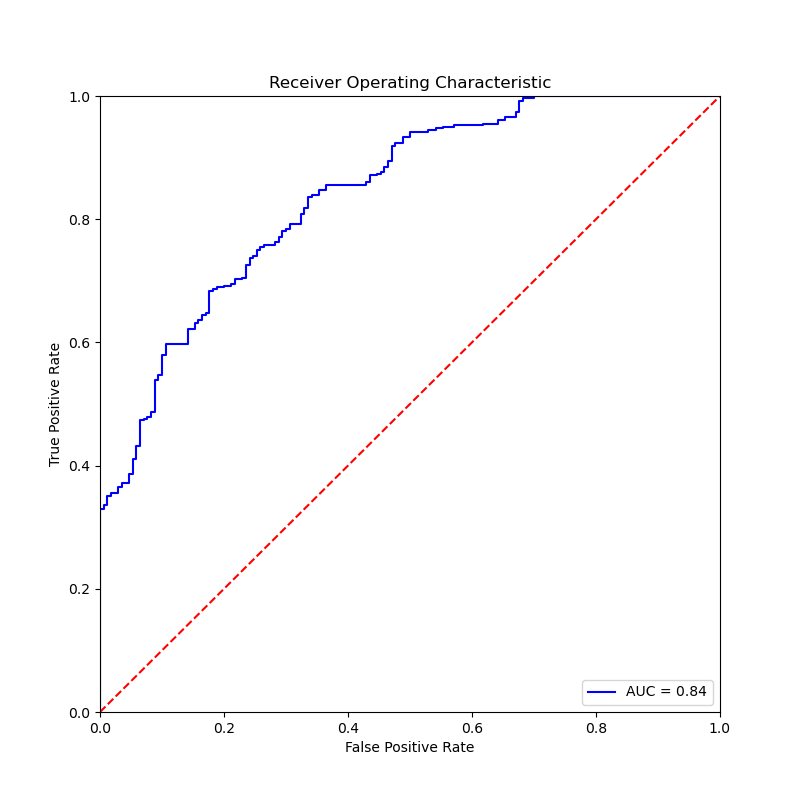 Receiver Operating Characteristic
1.0
0.8
0.6
0.4
0.2
0.0
True Positive Rate
AUC = 0.84
0.0 0.2 0.4 0.6 0.8 1.0
False Positive Rate